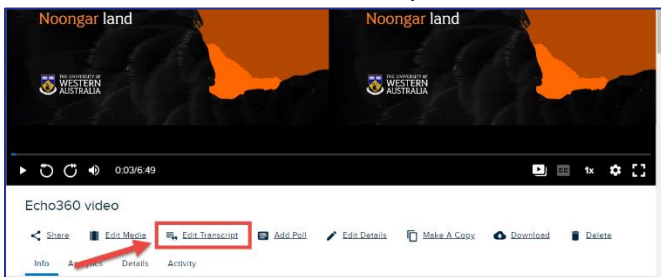 Noongar land Noongar land
THE UNIVERSITY OF THE UNIVERSITY OF
WESTERN WESTERN
AUSTRALIA AUSTRALIA
0:03/6:49 CC 1x
Echo360 video
Share Edit Media Edit Transcript Add Poll Edit Details Make A Copy Download Delete
Info Analytics Details Activity